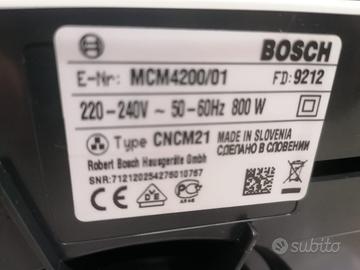 BOSCH
E-Nr: MCM4200/01 FD: 9212
220-240V ~ 50-60Hz 800 W
Type CNCM21 MADE IN SLOVENIA
СДЕЛАНО В СЛОВЕНИИ
Robert Bosch Hausgeräte GmbH
SNR:712120254276010767
subito